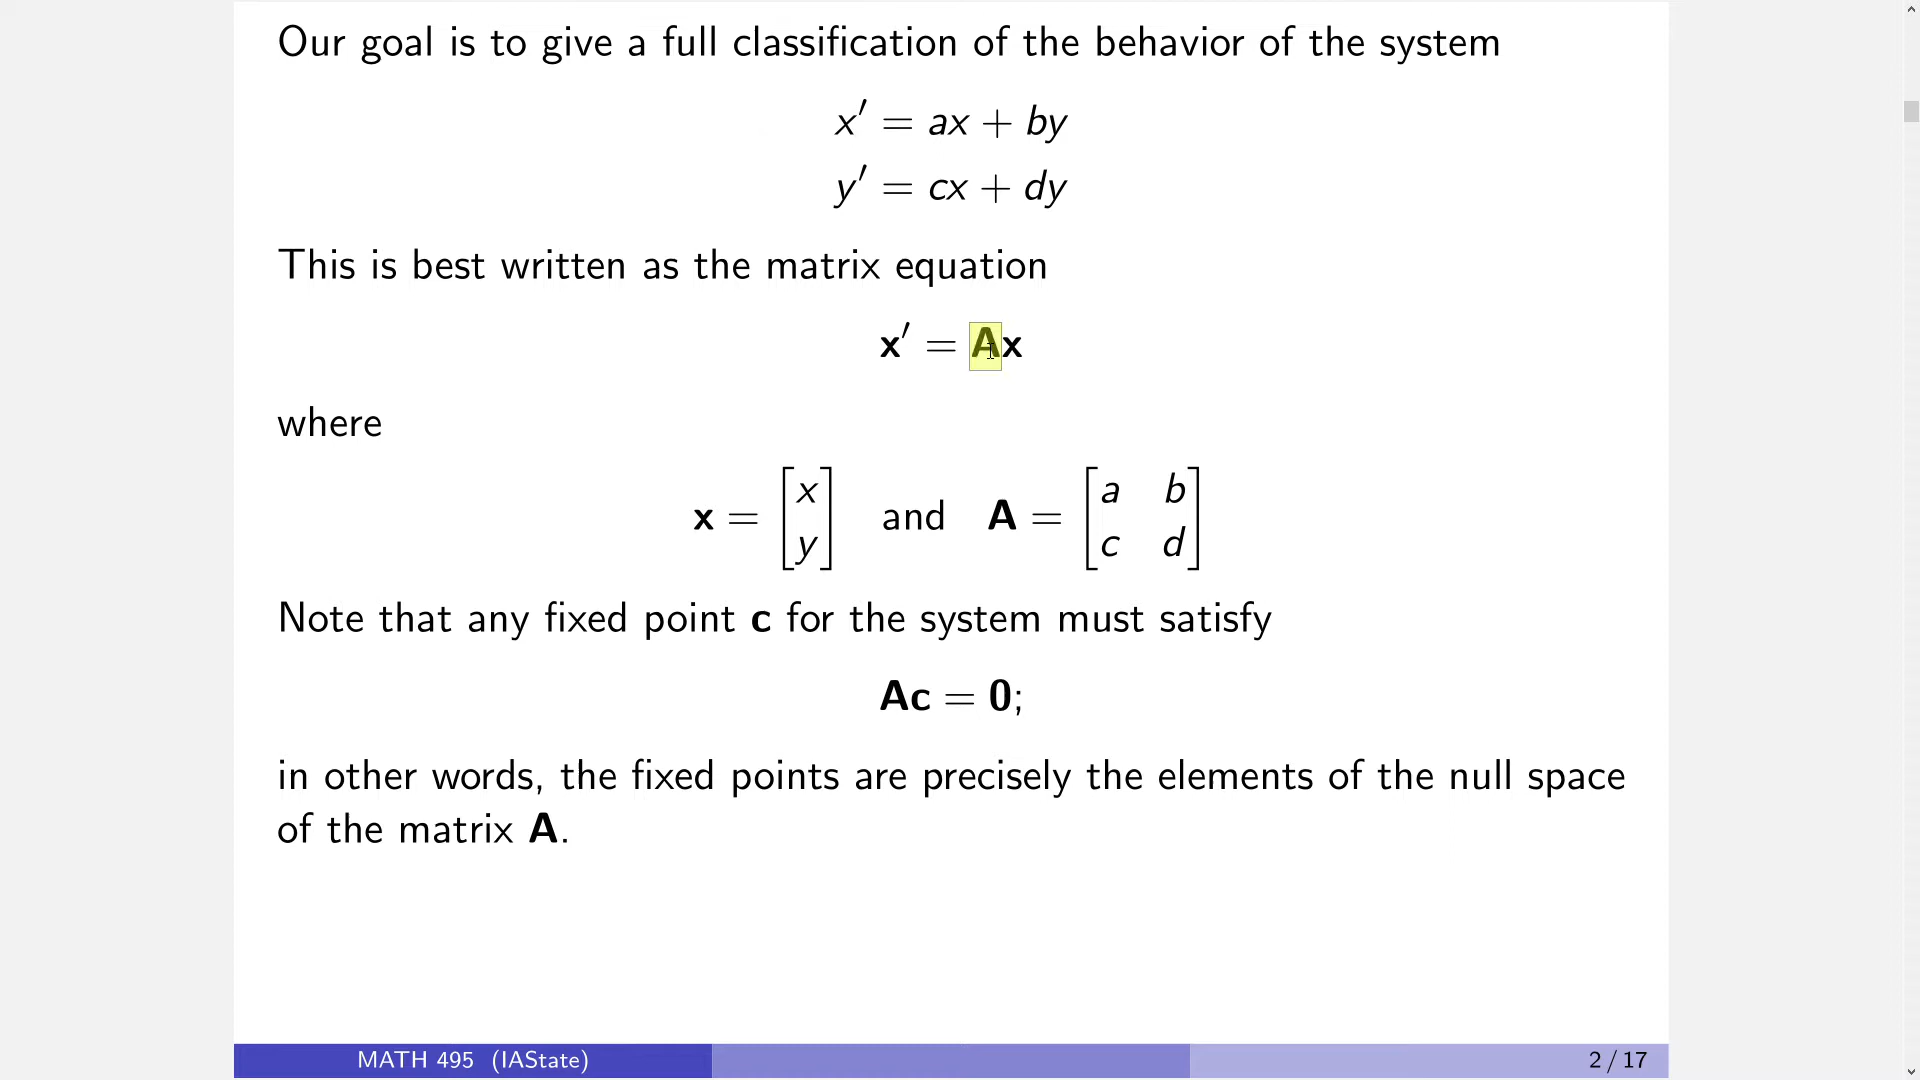 Our goal is to give a full classification of the behavior of the system
x′ = ax + by
y′ = cx + dy
This is best written as the matrix equation
x′ = Ax
where
x = [x y] and A = [a b c d]
Note that any fixed point c for the system must satisfy
Ac = 0;
in other words, the fixed points are precisely the elements of the null space
of the matrix A.
MATH 495 (IAState) 2 / 17